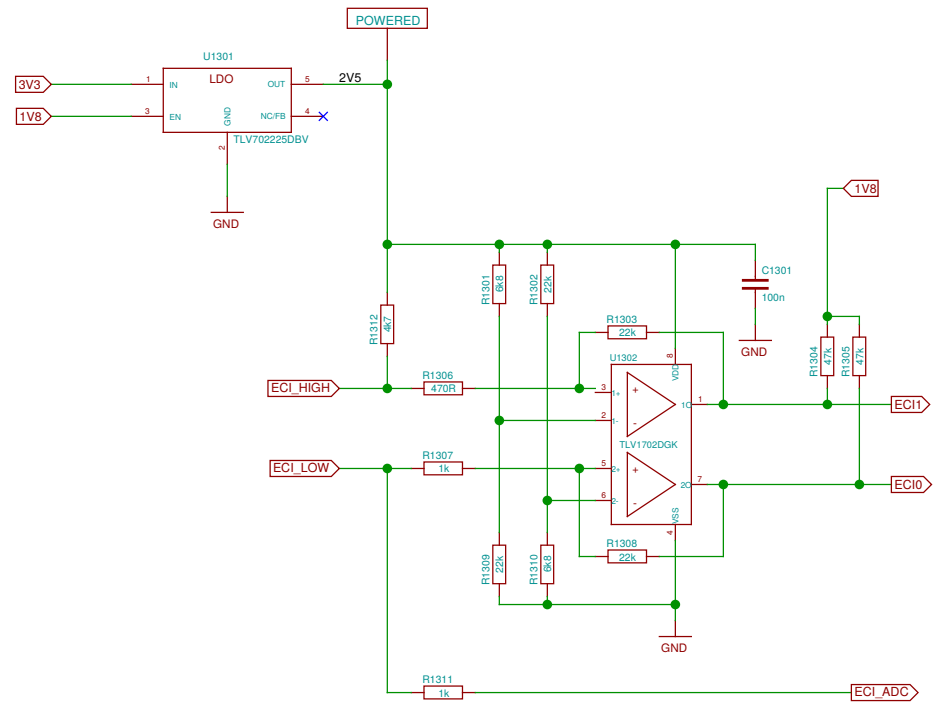 POWERED
U1301
3V3
1
IN
LDO
OUT
5
2V5
1V8
3
EN
GND
NC/FB
4
2
TLV702225DBV
GND
1V8
R1301
6k8
R1302
22k
C1301
100n
GND
R1312
4k7
R1303
22k
R1304
47k
R1305
47k
U1302
8
VDD
ECI_HIGH
R1306
470R
3
1+
+
1O
1
ECI1
2
1-
-
TLV1702DGK
ECI_LOW
R1307
1k
5
2+
+
2O
7
ECI0
6
2-
-
VSS
4
R1309
22k
R1310
6k8
R1308
22k
GND
R1311
1k
ECI_ADC